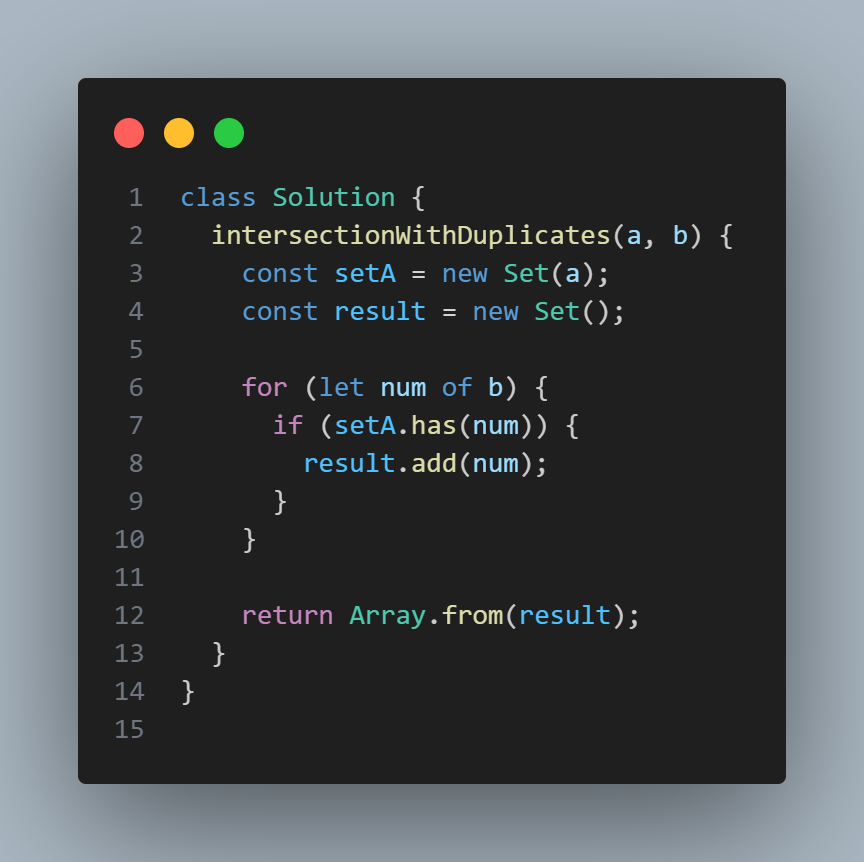 1 class Solution {
2   intersectionWithDuplicates(a, b) {
3     const setA = new Set(a);
4     const result = new Set();
5
6     for (let num of b) {
7       if (setA.has(num)) {
8         result.add(num);
9       }
10     }
11
12     return Array.from(result);
13   }
14 }
15